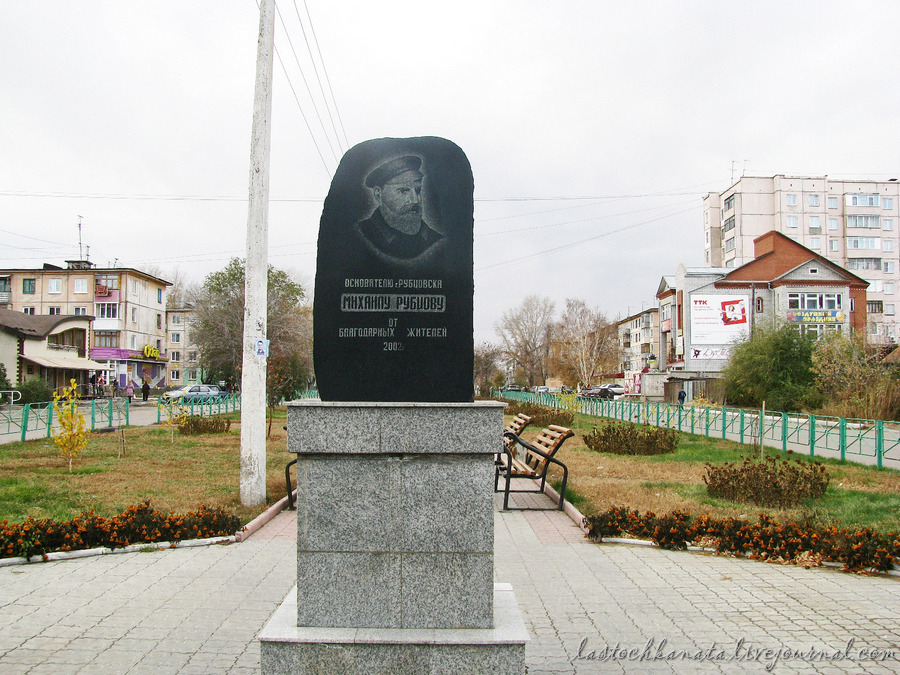 ОСНОВАТЕЛЮ г.РУБЦОВСКА
МИХАИЛУ РУБЦОВУ
ОТ
БЛАГОДАРНЫХ ЖИТЕЛЕЙ
2002г.
ТТК
lastochkanata.livejournal.com